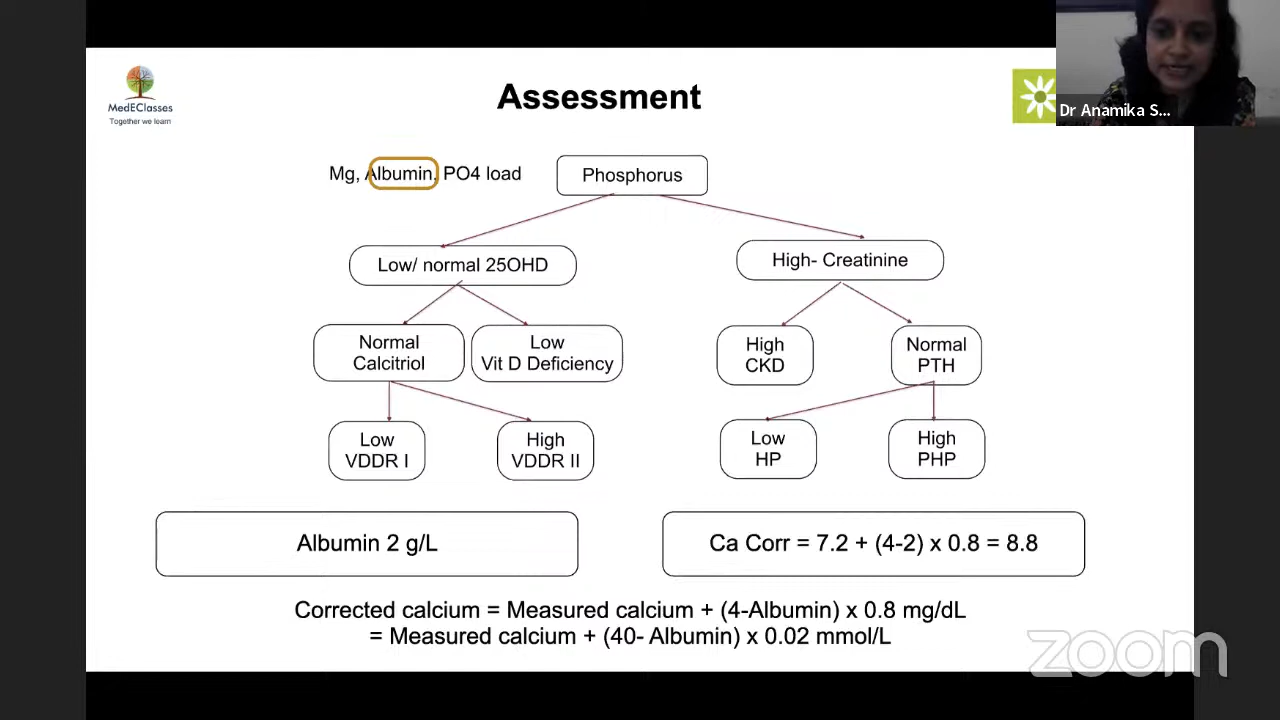 MedEClasses
Together we learn
Assessment
Dr Anamika S...
Mg, Albumin, PO4 load
Phosphorus
Low/ normal 25OHD
High- Creatinine
Normal
Calcitriol
Low
Vit D Deficiency
High
CKD
Normal
PTH
Low
VDDR I
High
VDDR II
Low
HP
High
PHP
Albumin 2 g/L
Ca Corr = 7.2 + (4-2) x 0.8 = 8.8
Corrected calcium = Measured calcium + (4-Albumin) x 0.8 mg/dL
= Measured calcium + (40- Albumin) x 0.02 mmol/L
zoom